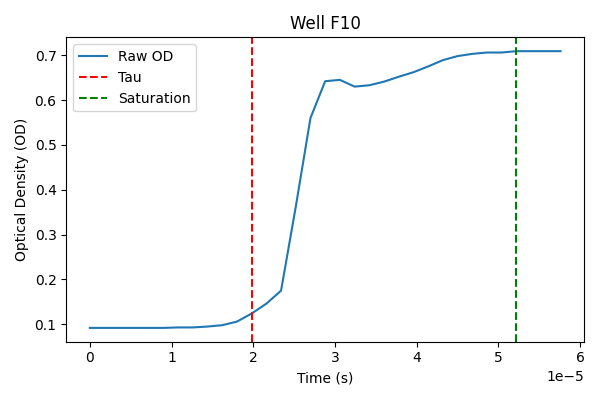 Well F10
Raw OD
Tau
Saturation
Optical Density (OD)
0.7
0.6
0.5
0.4
0.3
0.2
0.1
0 1 2 3 4 5 6
1e−5
Time (s)